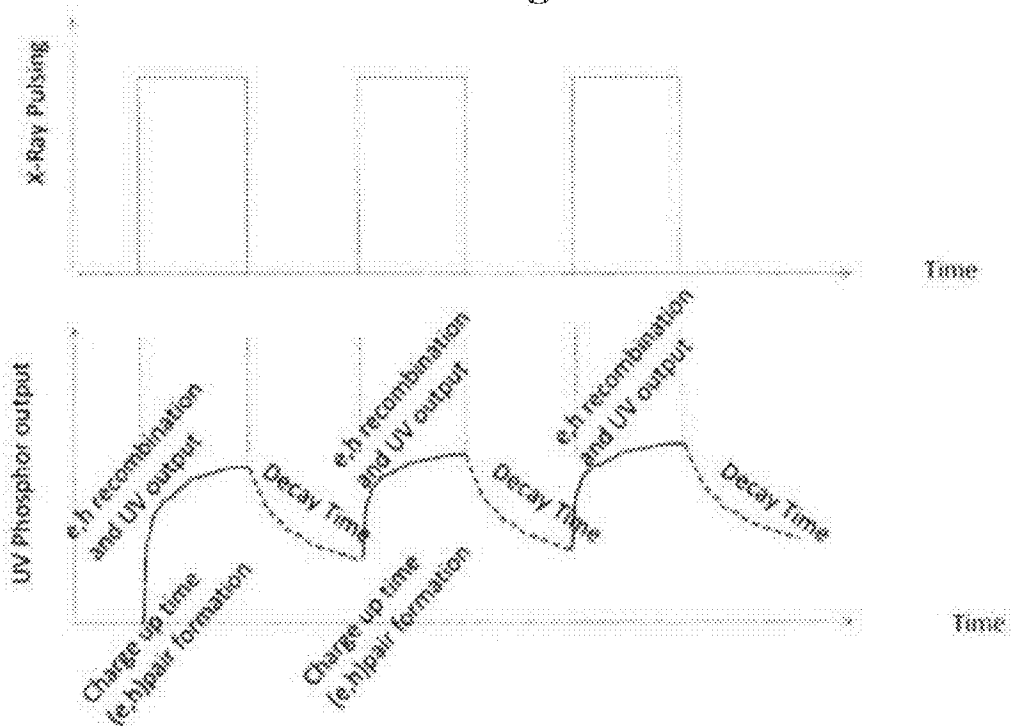 X-Ray Pulsing
Time
UV Phosphor output
e,h recombination
and UV output
e,h recombination
and UV output
e,h recombination
and UV output
Decay Time
Decay Time
Decay Time
Charge up time
(e,h)pair formation
Charge up time
(e,h)pair formation
Time